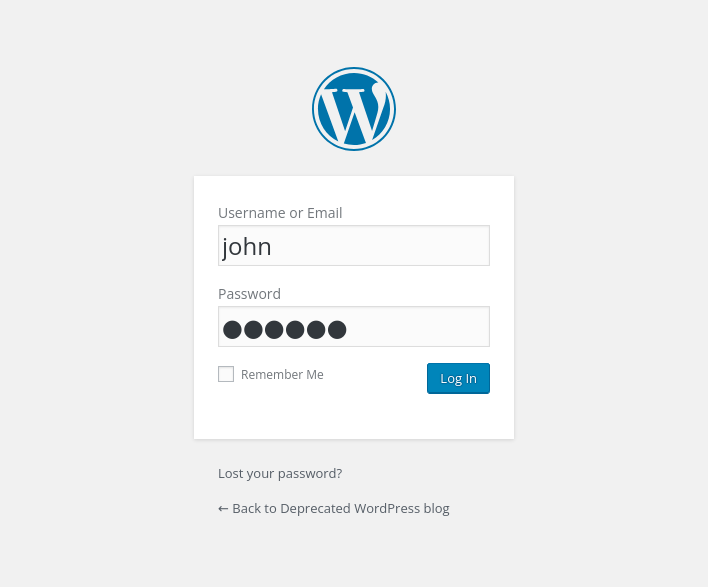 Username or Email
john
Password
●●●●●●
Remember Me
Log In
Lost your password?
← Back to Deprecated WordPress blog